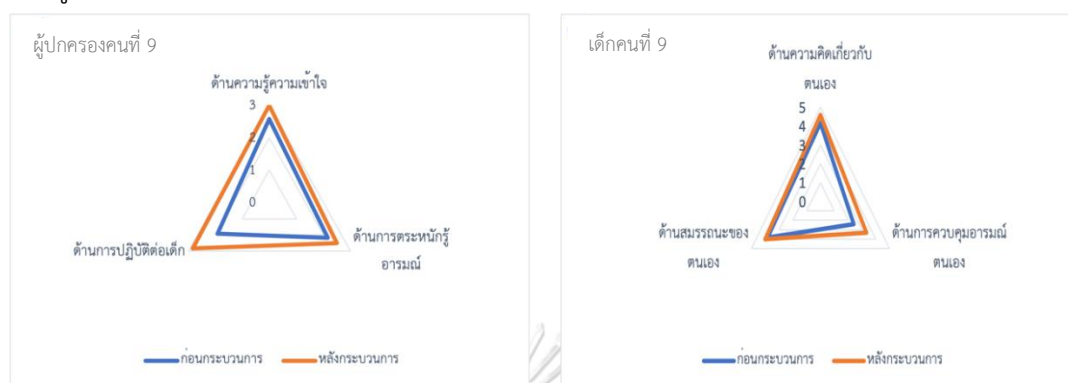 ผู้ปกครองคนที่ 9
ด้านความรู้ความเข้าใจ
3
2
1
0
ด้านการปฏิบัติต่อเด็ก
ด้านการตระหนักรู้
อารมณ์
ก่อนกระบวนการ
หลังกระบวนการ
เด็กคนที่ 9
ด้านความคิดเกี่ยวกับ
ตนเอง
5
4
3
2
1
0
ด้านสมรรถนะของ
ตนเอง
ด้านการควบคุมอารมณ์
ตนเอง
ก่อนกระบวนการ
หลังกระบวนการ